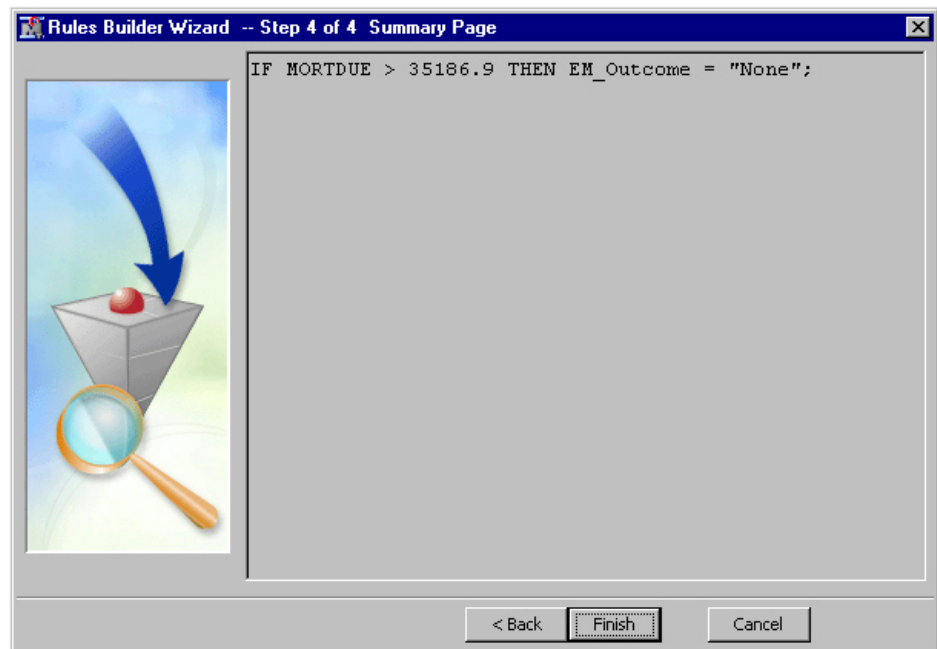 Rules Builder Wizard -- Step 4 of 4 Summary Page
IF MORTDUE > 35186.9 THEN EM_Outcome = "None";
< Back Finish Cancel